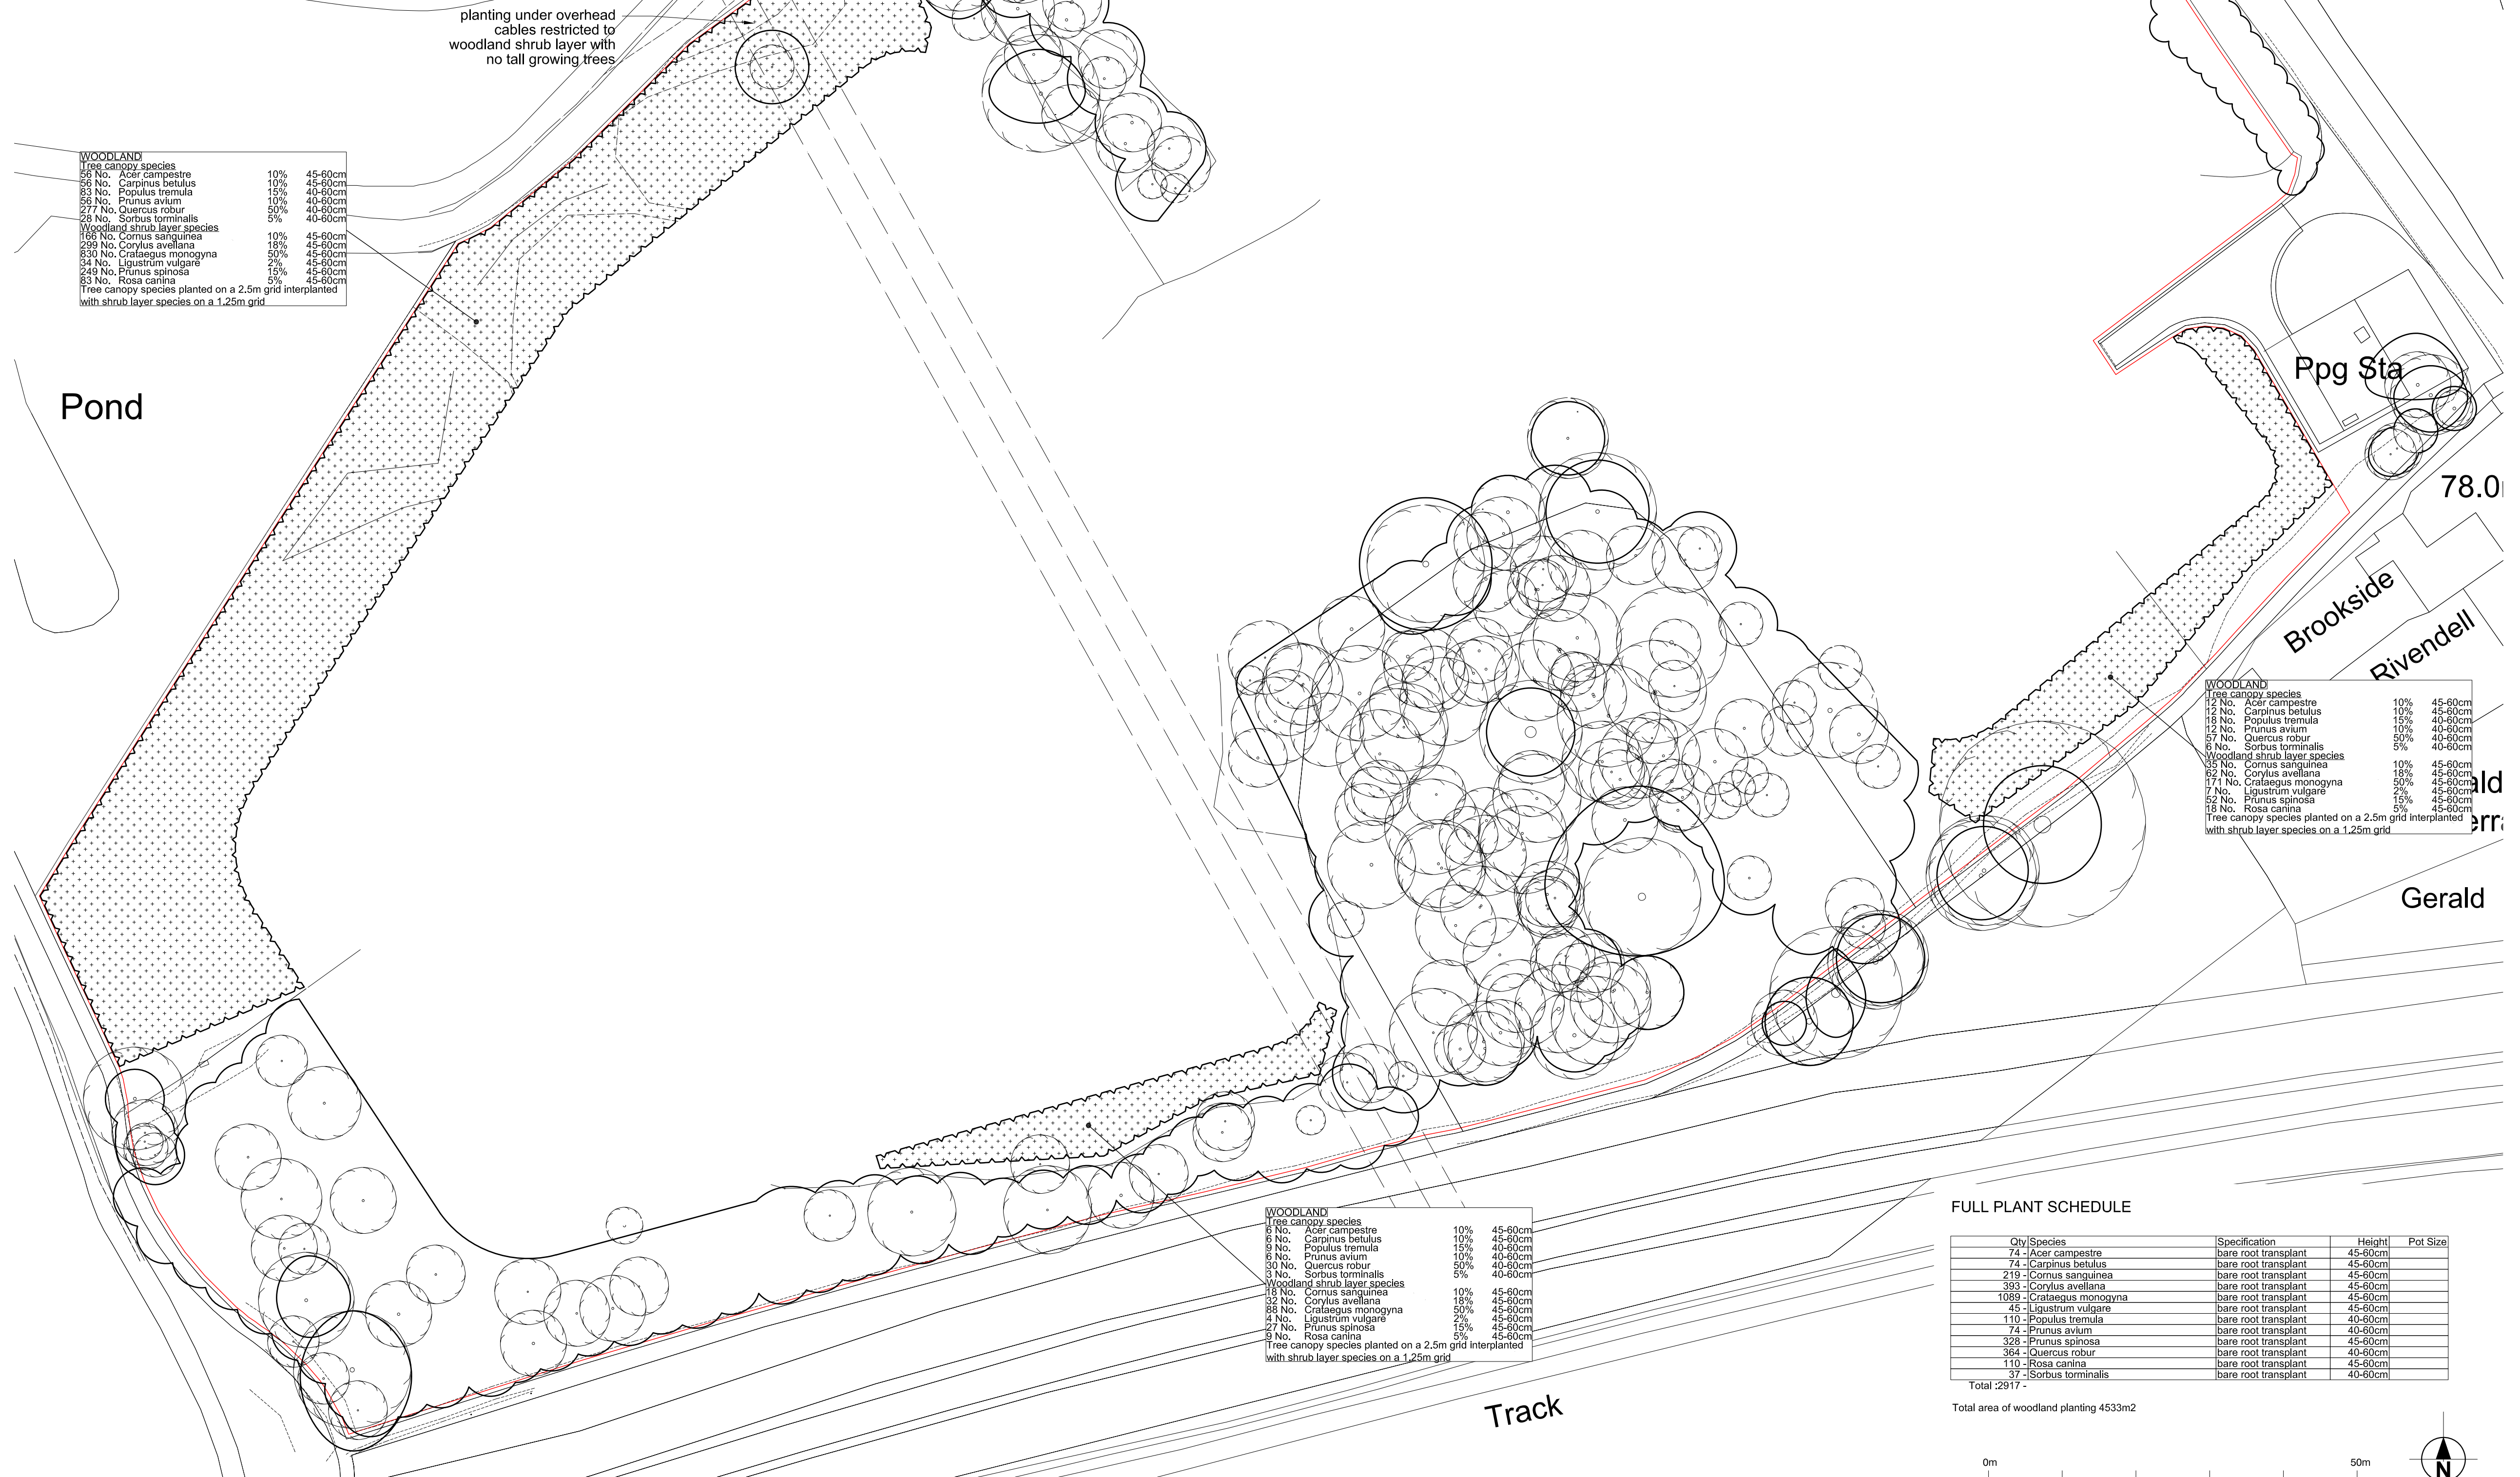 planting under overhead
cables restricted to
woodland shrub layer with
no tall growing trees
WOODLAND
Tree canopy species
56 No. Acer campestre 10% 45-60cm
56 No. Carpinus betulus 10% 45-60cm
83 No. Populus tremula 15% 40-60cm
56 No. Prunus avium 10% 40-60cm
277 No. Quercus robur 50% 40-60cm
28 No. Sorbus torminalis 5% 40-60cm
Woodland shrub layer species
166 No. Cornus sanguinea 10% 45-60cm
299 No. Corylus avellana 18% 45-60cm
830 No. Crataegus monogyna 50% 45-60cm
34 No. Ligustrum vulgare 2% 45-60cm
249 No. Prunus spinosa 15% 45-60cm
83 No. Rosa canina 5% 45-60cm
Tree canopy species planted on a 2.5m grid interplanted
with shrub layer species on a 1.25m grid
Pond
Ppg Sta
78.0
Brookside
Rivendell
WOODLAND
Tree canopy species
12 No. Acer campestre 10% 45-60cm
12 No. Carpinus betulus 10% 45-60cm
18 No. Populus tremula 15% 40-60cm
12 No. Prunus avium 10% 40-60cm
57 No. Quercus robur 50% 40-60cm
6 No. Sorbus torminalis 5% 40-60cm
Woodland shrub layer species
35 No. Cornus sanguinea 10% 45-60cm
62 No. Corylus avellana 18% 45-60cm
171 No. Crataegus monogyna 50% 45-60cm
7 No. Ligustrum vulgare 2% 45-60cm
52 No. Prunus spinosa 15% 45-60cm
18 No. Rosa canina 5% 45-60cm
Tree canopy species planted on a 2.5m grid interplanted
with shrub layer species on a 1.25m grid
Gerald
WOODLAND
Tree canopy species
6 No. Acer campestre 10% 45-60cm
6 No. Carpinus betulus 10% 45-60cm
9 No. Populus tremula 15% 40-60cm
6 No. Prunus avium 10% 40-60cm
30 No. Quercus robur 50% 40-60cm
3 No. Sorbus torminalis 5% 40-60cm
Woodland shrub layer species
18 No. Cornus sanguinea 10% 45-60cm
32 No. Corylus avellana 18% 45-60cm
88 No. Crataegus monogyna 50% 45-60cm
4 No. Ligustrum vulgare 2% 45-60cm
27 No. Prunus spinosa 15% 45-60cm
9 No. Rosa canina 5% 45-60cm
Tree canopy species planted on a 2.5m grid interplanted
with shrub layer species on a 1.25m grid
Track
FULL PLANT SCHEDULE
Qty Species Specification Height Pot Size
74 - Acer campestre bare root transplant 45-60cm
74 - Carpinus betulus bare root transplant 45-60cm
219 - Cornus sanguinea bare root transplant 45-60cm
393 - Corylus avellana bare root transplant 45-60cm
1089 - Crataegus monogyna bare root transplant 45-60cm
45 - Ligustrum vulgare bare root transplant 45-60cm
110 - Populus tremula bare root transplant 40-60cm
74 - Prunus avium bare root transplant 40-60cm
328 - Prunus spinosa bare root transplant 45-60cm
364 - Quercus robur bare root transplant 40-60cm
110 - Rosa canina bare root transplant 45-60cm
37 - Sorbus torminalis bare root transplant 40-60cm
Total :2917 -
Total area of woodland planting 4533m2
0m 50m
N